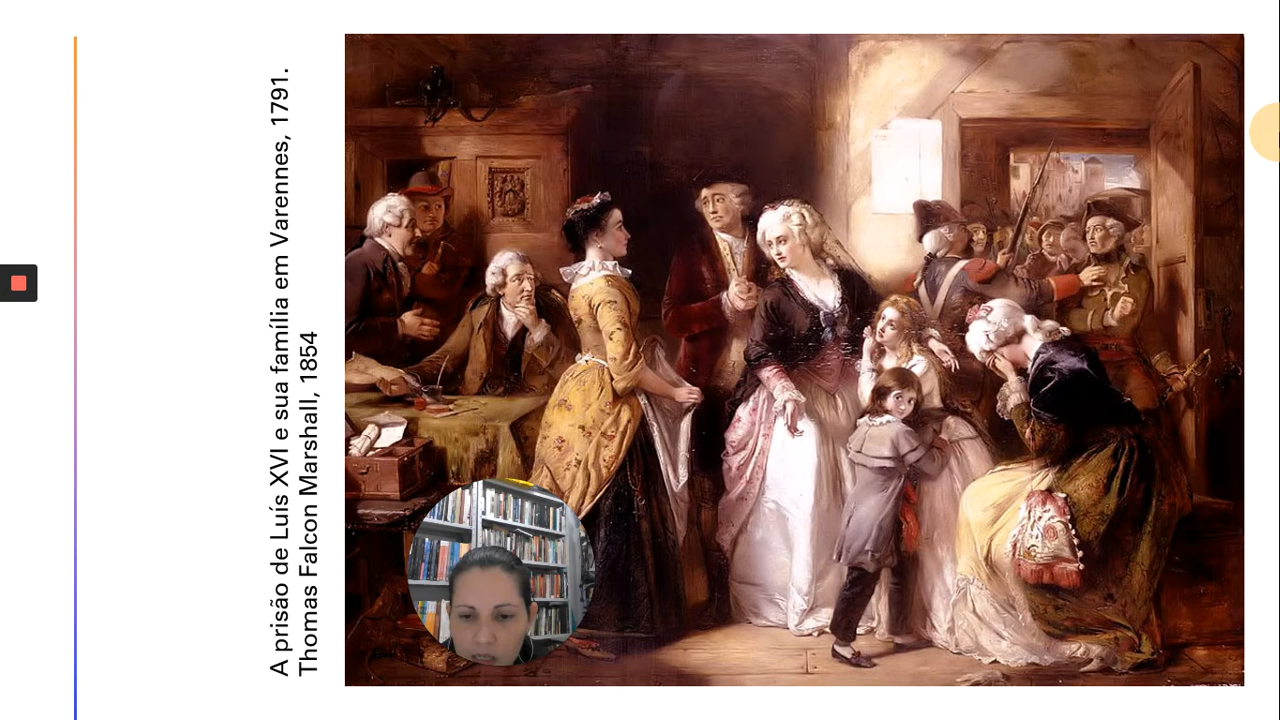 A prisão de Luís XVI e sua família em Varennes, 1791.
Thomas Falcon Marshall, 1854